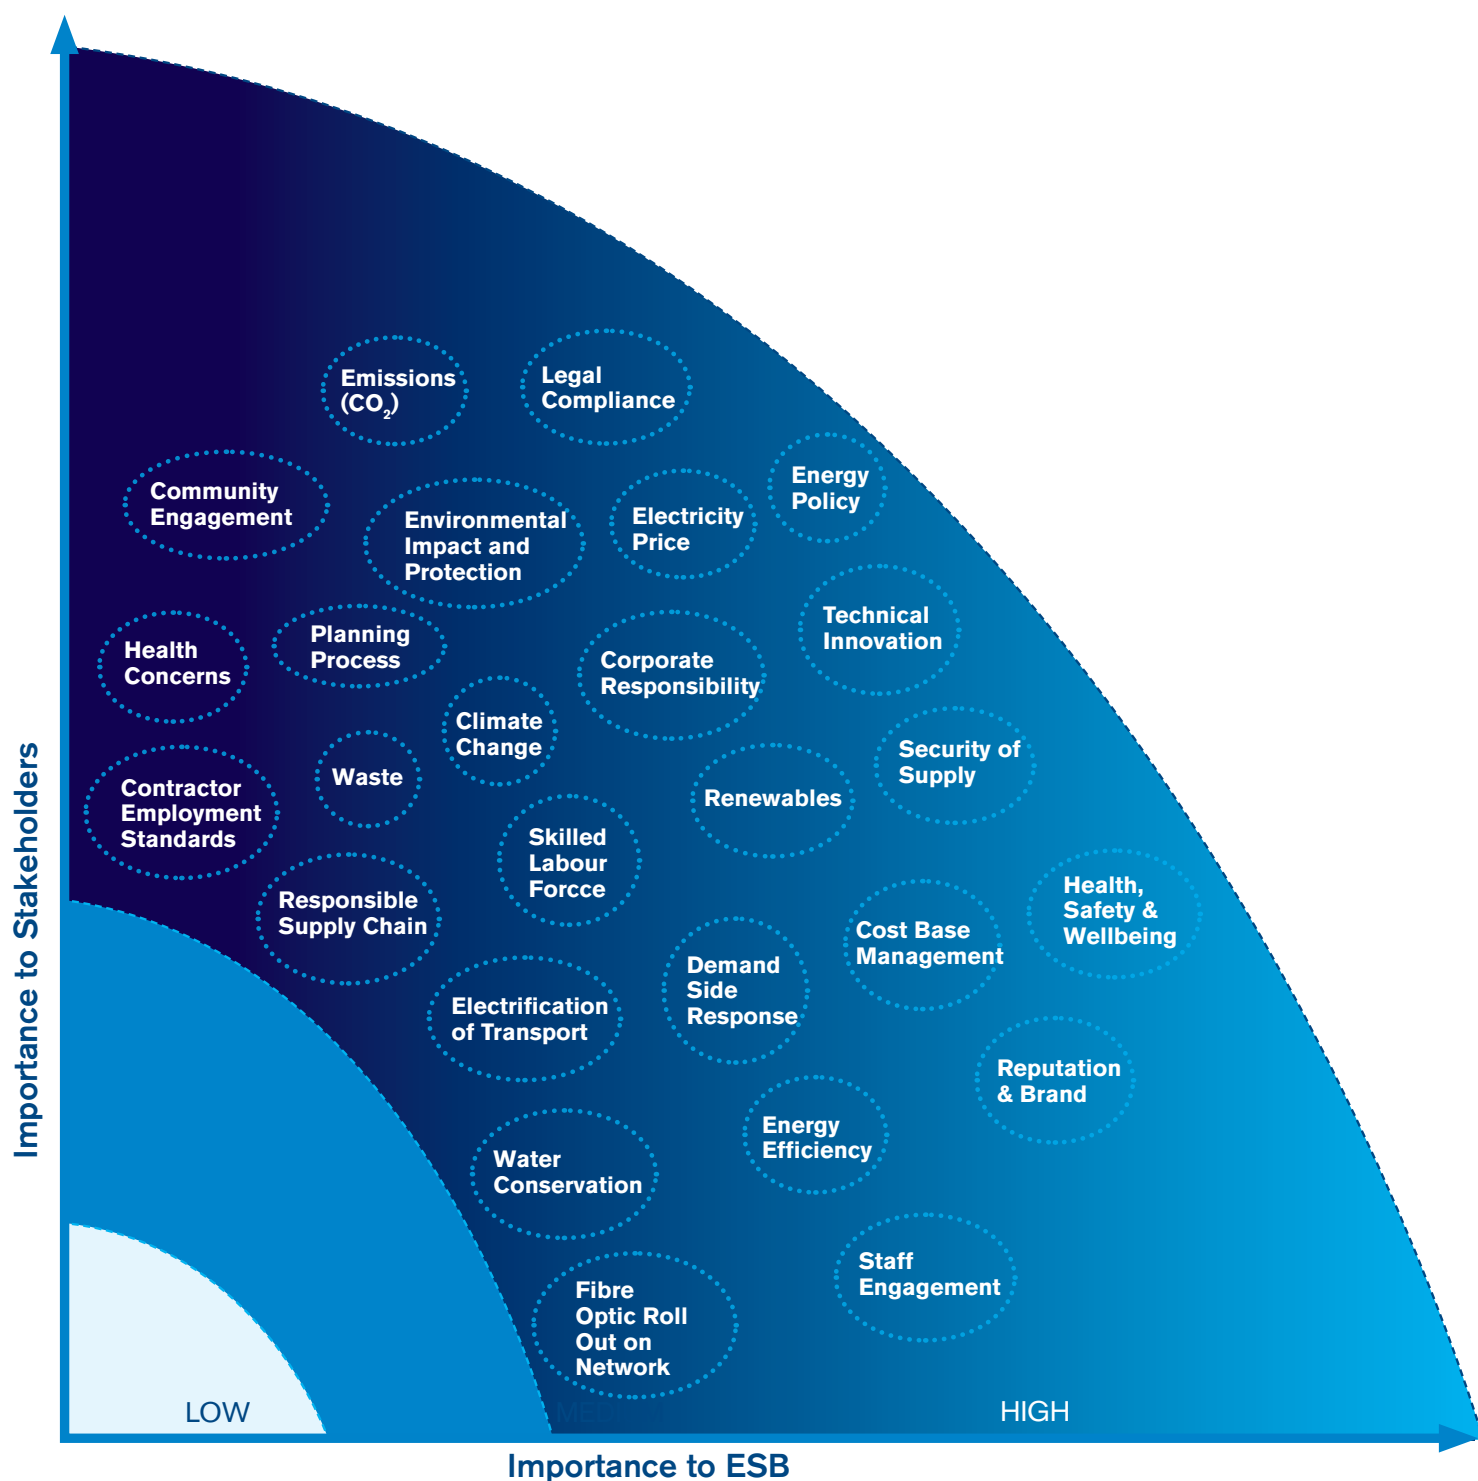 Emissions
(CO₂)
Legal
Compliance
Energy
Policy
Community
Engagement
Environmental
Impact and
Protection
Electricity
Price
Technical
Innovation
Planning
Process
Health
Concerns
Corporate
Responsibility
Climate
Change
Security of
Supply
Waste
Renewables
Contractor
Employment
Standards
Skilled
Labour
Forcce
Health,
Safety &
Wellbeing
Responsible
Supply Chain
Cost Base
Management
Demand
Side
Response
Electrification
of Transport
Reputation
& Brand
Energy
Efficiency
Water
Conservation
Staff
Engagement
Fibre
Optic Roll
Out on
Network
LOW
HIGH
Importance to Stakeholders
Importance to ESB